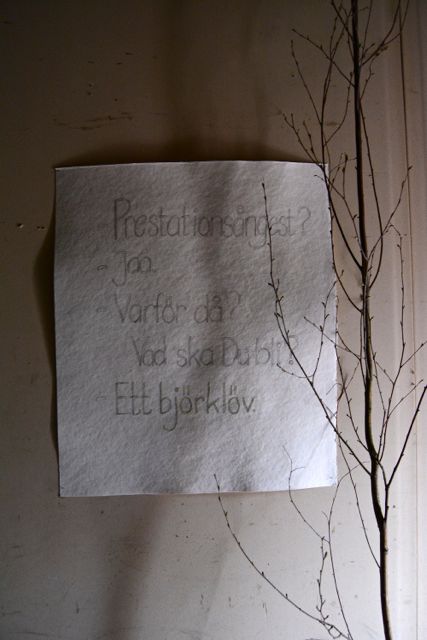 - Prestationsångest?
- Jaa.
- Varför då?
Vad ska Du bli?
- Ett björklöv.